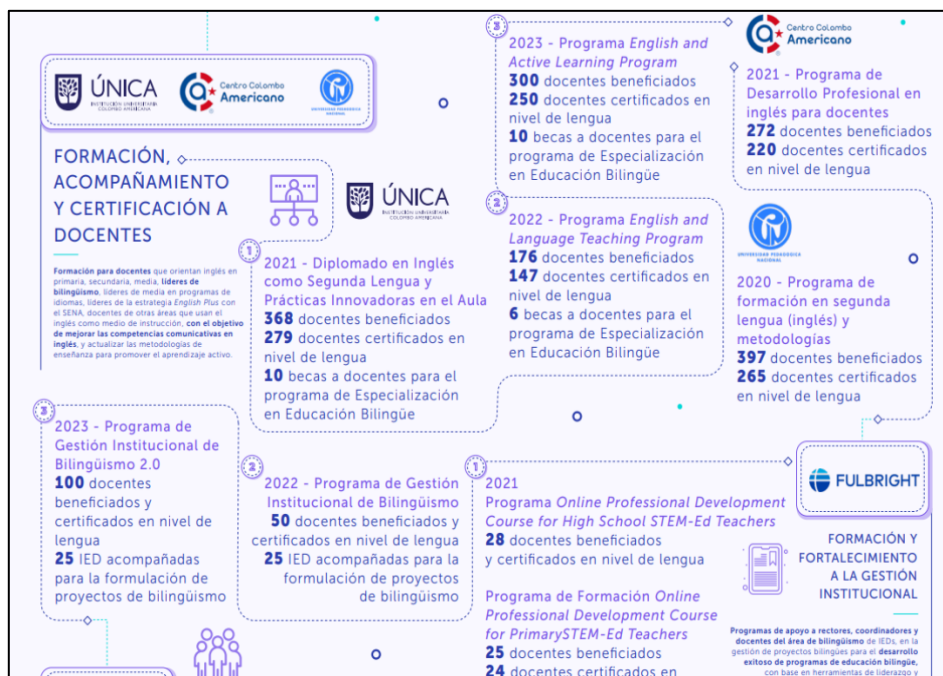 ÚNICA
INSTITUCIÓN UNIVERSITARIA
COLOMBO AMERICANA
Centro Colombo
Americano
UNIVERSIDAD PEDAGÓGICA
NACIONAL
FORMACIÓN,
ACOMPAÑAMIENTO
Y CERTIFICACIÓN A
DOCENTES
Formación para docentes que orientan inglés en
primaria, secundaria, media, líderes de
bilingüismo, líderes de media en programas de
idiomas, líderes de la estrategia English Plus con
el SENA, docentes de otras áreas que usan el
inglés como medio de instrucción, con el objetivo
de mejorar las competencias comunicativas en
inglés, y actualizar las metodologías de
enseñanza para promover el aprendizaje activo.
ÚNICA
INSTITUCIÓN UNIVERSITARIA
COLOMBO AMERICANA
1
2021 - Diplomado en Inglés
como Segunda Lengua y
Prácticas Innovadoras en el Aula
368 docentes beneficiados
279 docentes certificados en
nivel de lengua
10 becas a docentes para el
programa de Especialización
en Educación Bilingüe
3
2023 - Programa English and
Active Learning Program
300 docentes beneficiados
250 docentes certificados en
nivel de lengua
10 becas a docentes para el
programa de Especialización
en Educación Bilingüe
2
2022 - Programa English and
Language Teaching Program
176 docentes beneficiados
147 docentes certificados en
nivel de lengua
6 becas a docentes para el
programa de Especialización
en Educación Bilingüe
Centro Colombo
Americano
2021 - Programa de
Desarrollo Profesional en
inglés para docentes
272 docentes beneficiados
220 docentes certificados
en nivel de lengua
UNIVERSIDAD PEDAGÓGICA
NACIONAL
2020 - Programa de
formación en segunda
lengua (inglés) y
metodologías
397 docentes beneficiados
265 docentes certificados
en nivel de lengua
3
2023 - Programa de
Gestión Institucional de
Bilingüismo 2.0
100 docentes
beneficiados y
certificados en nivel de
lengua
25 IED acompañadas
para la formulación de
proyectos de bilingüismo
2
2022 - Programa de Gestión
Institucional de Bilingüismo
50 docentes beneficiados y
certificados en nivel de lengua
25 IED acompañadas para la
formulación de proyectos
de bilingüismo
1
2021
Programa Online Professional Development
Course for High School STEM-Ed Teachers
28 docentes beneficiados
y certificados en nivel de lengua
Programa de Formación Online
Professional Development Course
for PrimarySTEM-Ed Teachers
25 docentes beneficiados
24 docentes certificados en
FULBRIGHT
FORMACIÓN Y
FORTALECIMIENTO
A LA GESTIÓN
INSTITUCIONAL
Programas de apoyo a rectores, coordinadores y
docentes del área de bilingüismo de IEDs, en la
gestión de proyectos bilingües para el desarrollo
exitoso de programas de educación bilingüe,
con base en herramientas de liderazgo y